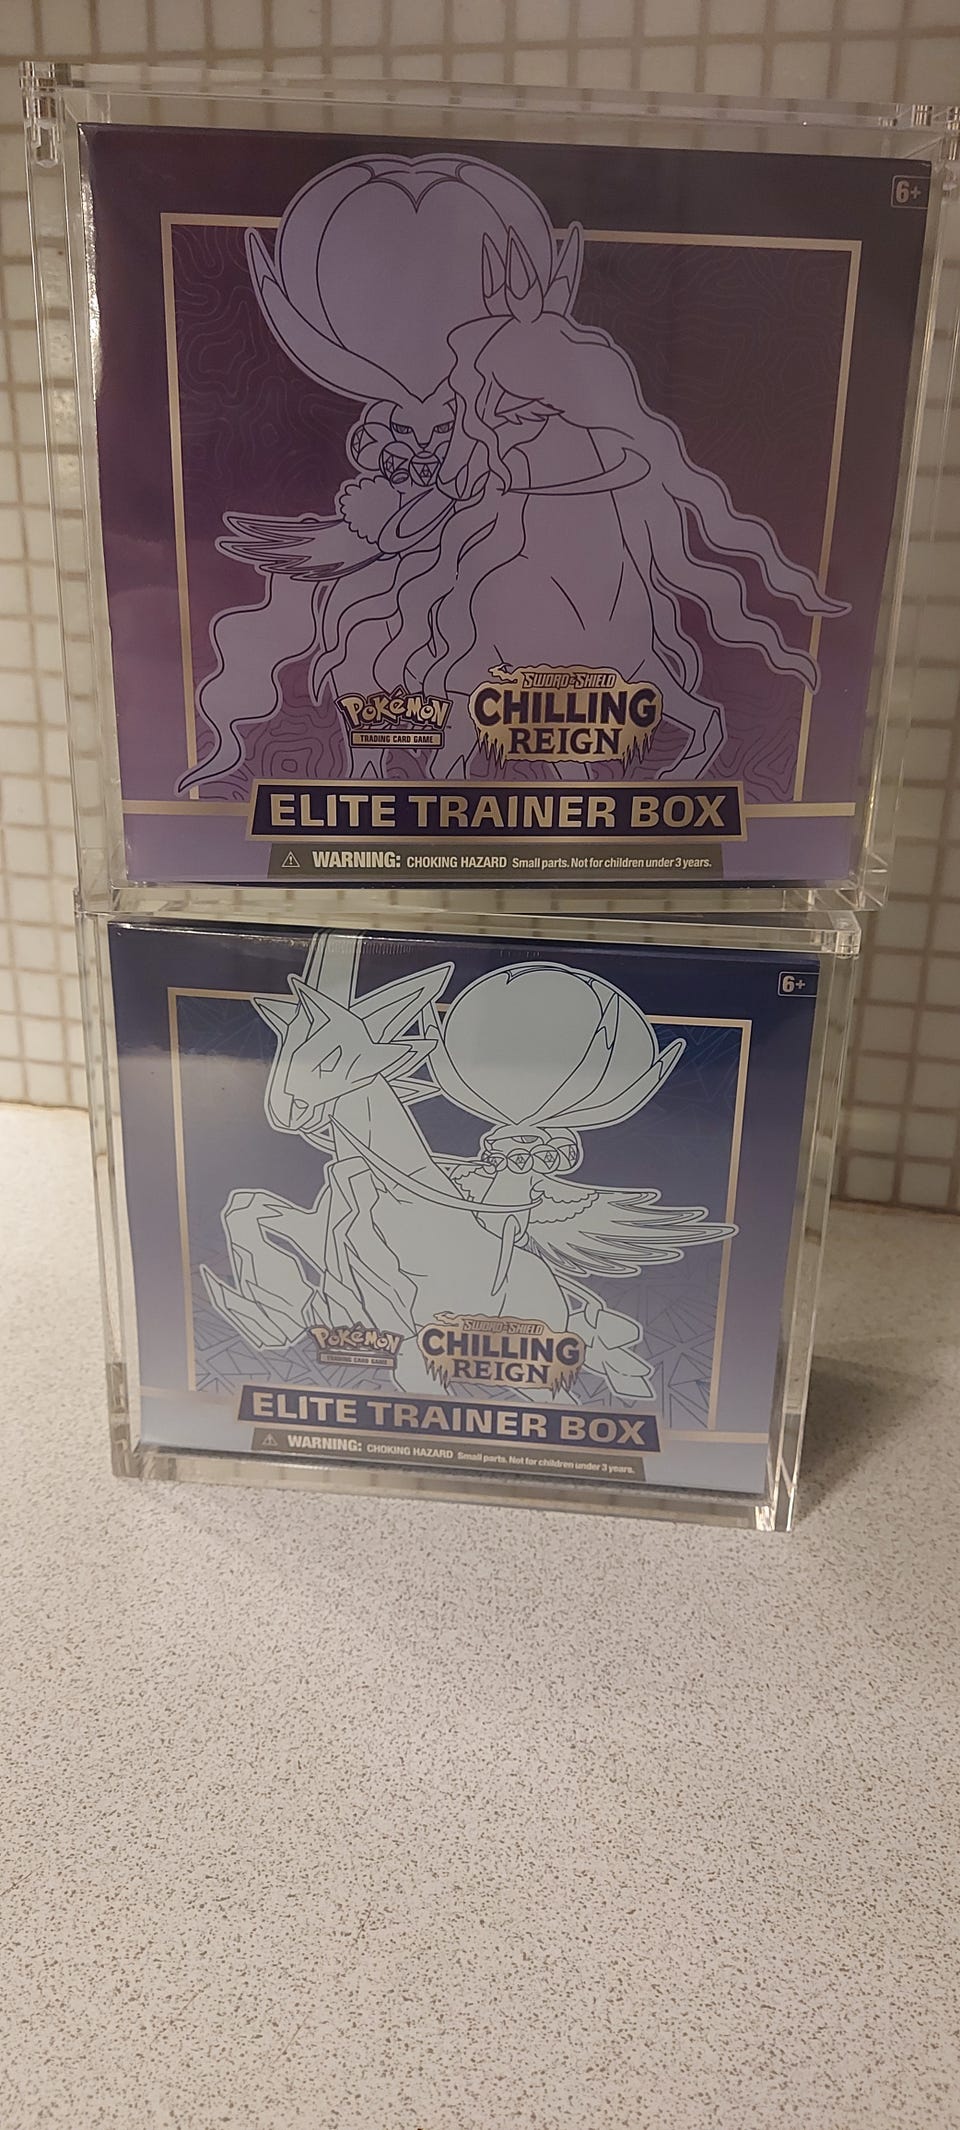 6+
SWORD & SHIELD
POKéMON
CHILLING
TRADING CARD GAME
REIGN
ELITE TRAINER BOX
WARNING: CHOKING HAZARD Small parts. Not for children under 3 years.
6+
SWORD & SHIELD
POKéMON
CHILLING
TRADING CARD GAME
REIGN
ELITE TRAINER BOX
WARNING: CHOKING HAZARD Small parts. Not for children under 3 years.